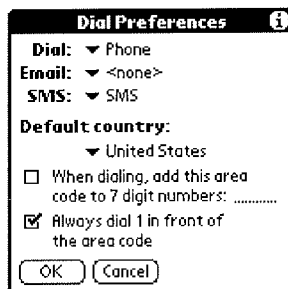 Dial Preferences i
Dial: Phone
Email: <none>
SMS: SMS
Default country:
United States
When dialing, add this area
code to 7 digit numbers: ............
Always dial 1 in front of
the area code
OK Cancel